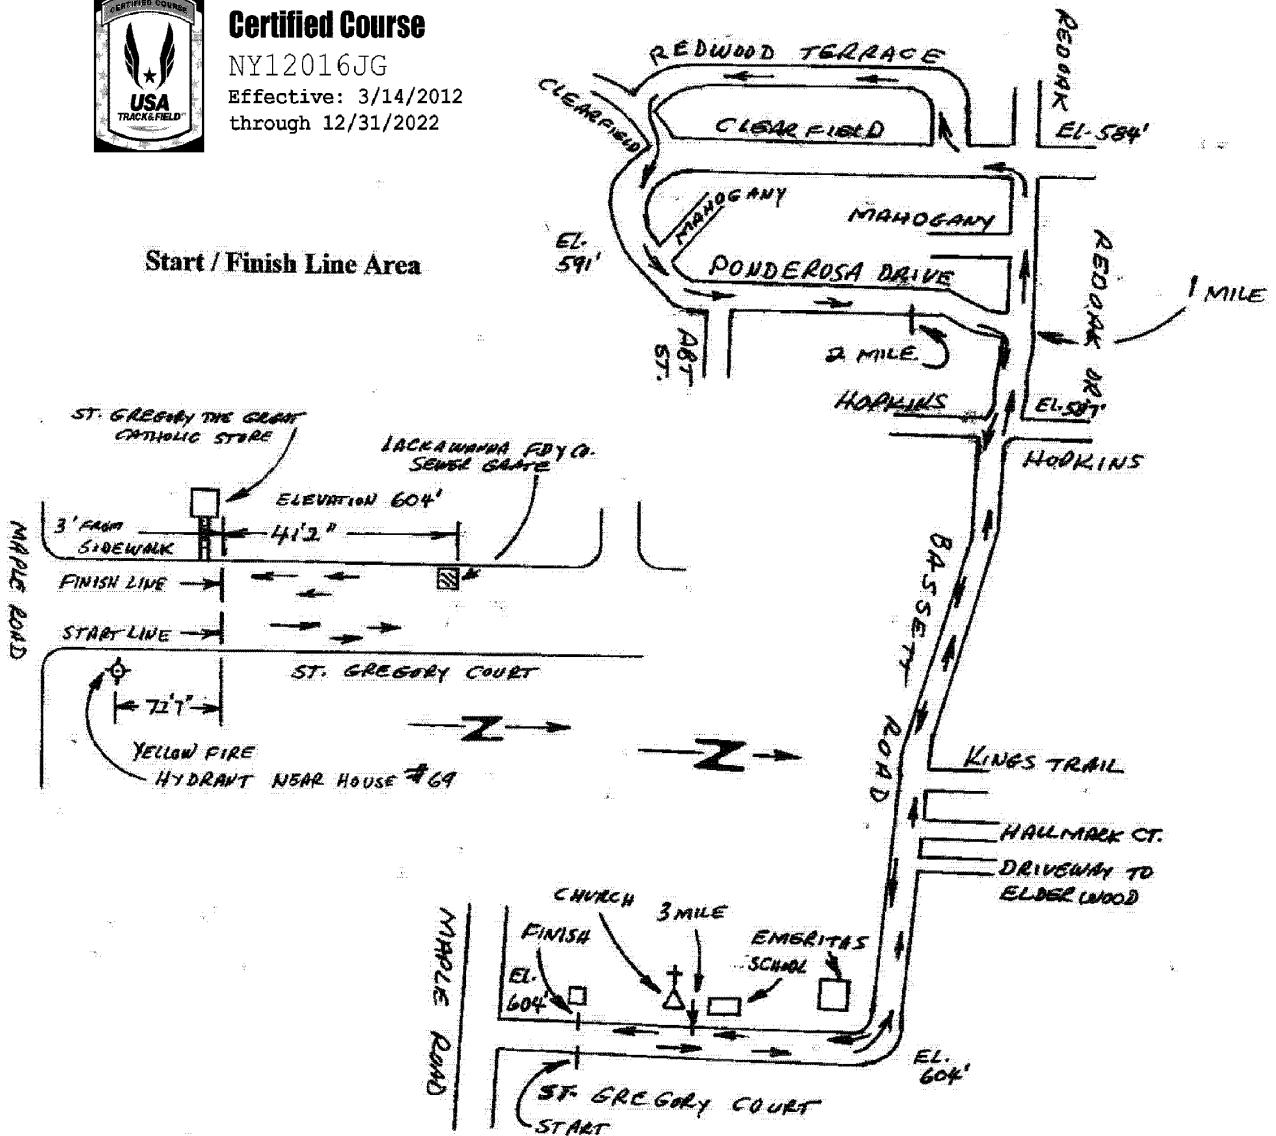 CERTIFIED COURSE
USA
TRACK&FIELD
Certified Course
NY12016JG
Effective: 3/14/2012
through 12/31/2022
Start / Finish Line Area
REDWOOD TERRACE
REDOAK
CLEARFIELD
CLEARFIELD
EL-584'
MAHOGANY
MAHOGANY
EL-
591'
PONDEROSA DRIVE
REDOAK DR.
1 MILE
ABT
ST.
2 MILE
HOPKINS
EL-587'
HOPKINS
ST. GREGORY THE GREAT
CATHOLIC STORE
LACKAWANNA FDY CO.
SEWER GRATE
ELEVATION 604'
3' FROM
SIDEWALK
41'2"
MAPLE ROAD
FINISH LINE
START LINE
ST. GREGORY COURT
72'7"
YELLOW FIRE
HYDRANT NEAR HOUSE #69
N
N
BASSETT ROAD
KINGS TRAIL
HALLMARK CT.
DRIVEWAY TO
ELDERWOOD
CHURCH
3 MILE
FINISH
EMERITAS
SCHOOL
EL.
604'
MAPLE ROAD
EL.
604'
ST. GREGORY COURT
START